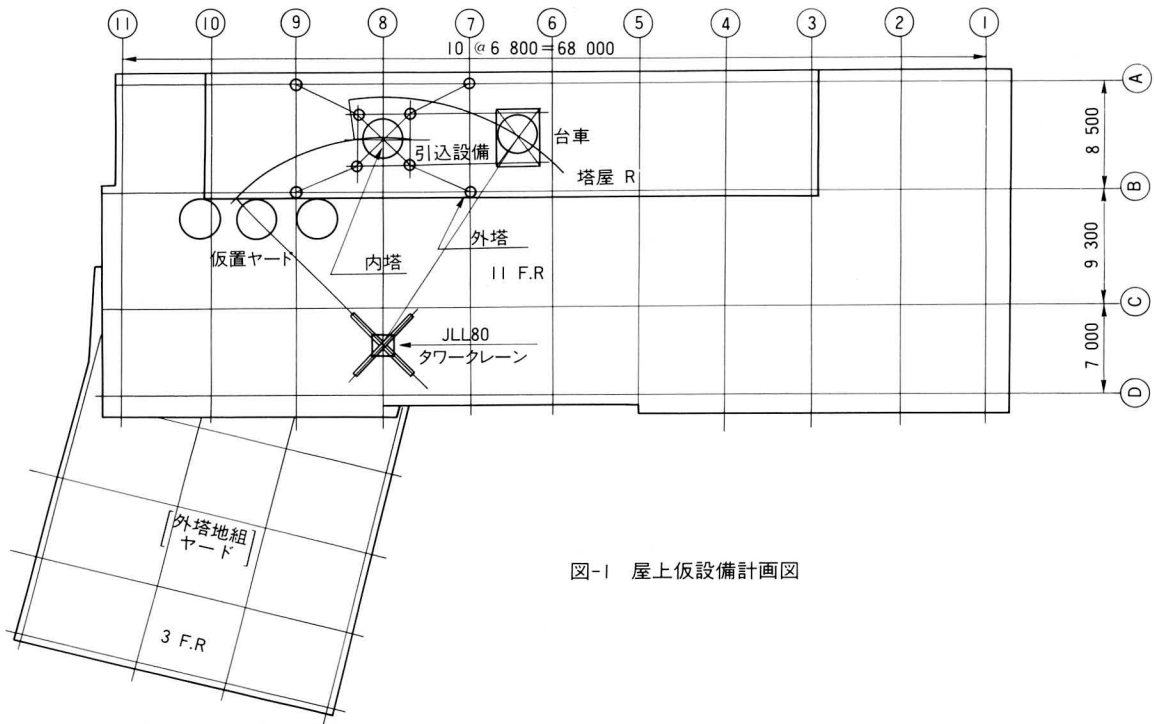 11 10 9 8 7 6 5 4 3 2 1
10 @ 6 800=68 000
A
8 500
B
9 300
C
7 000
D
台車
引込設備
塔屋 R
外塔
仮置ヤード
内塔
11 F.R
JLL80
タワークレーン
[外塔地組
ヤード]
3 F.R
図-1 屋上仮設備計画図